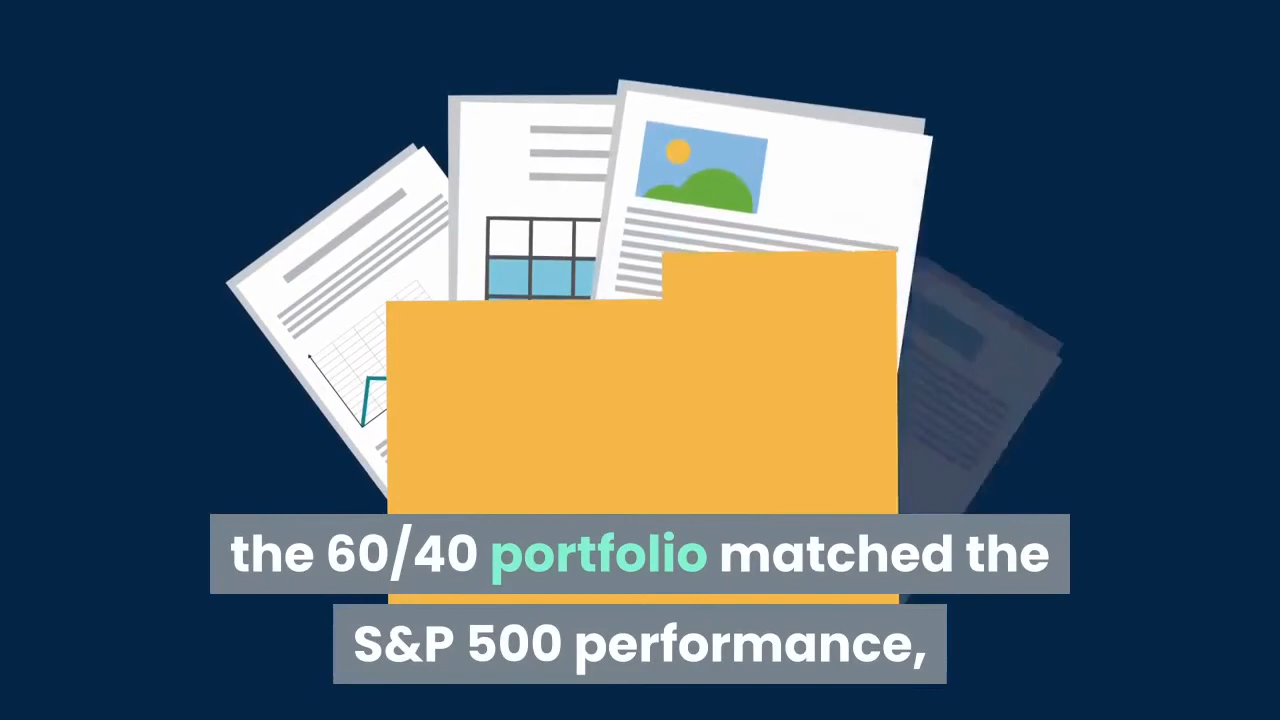 the 60/40 portfolio matched the
S&P 500 performance,